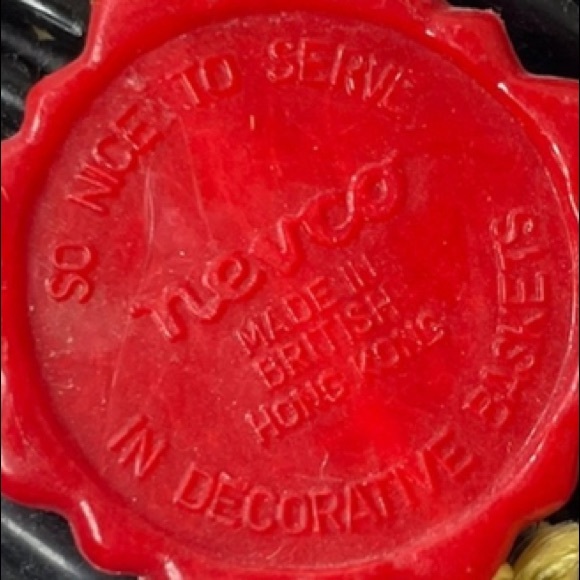 SO NICE TO SERVE
nevco
MADE IN
BRITISH
HONG KONG
IN DECORATIVE BASKETS